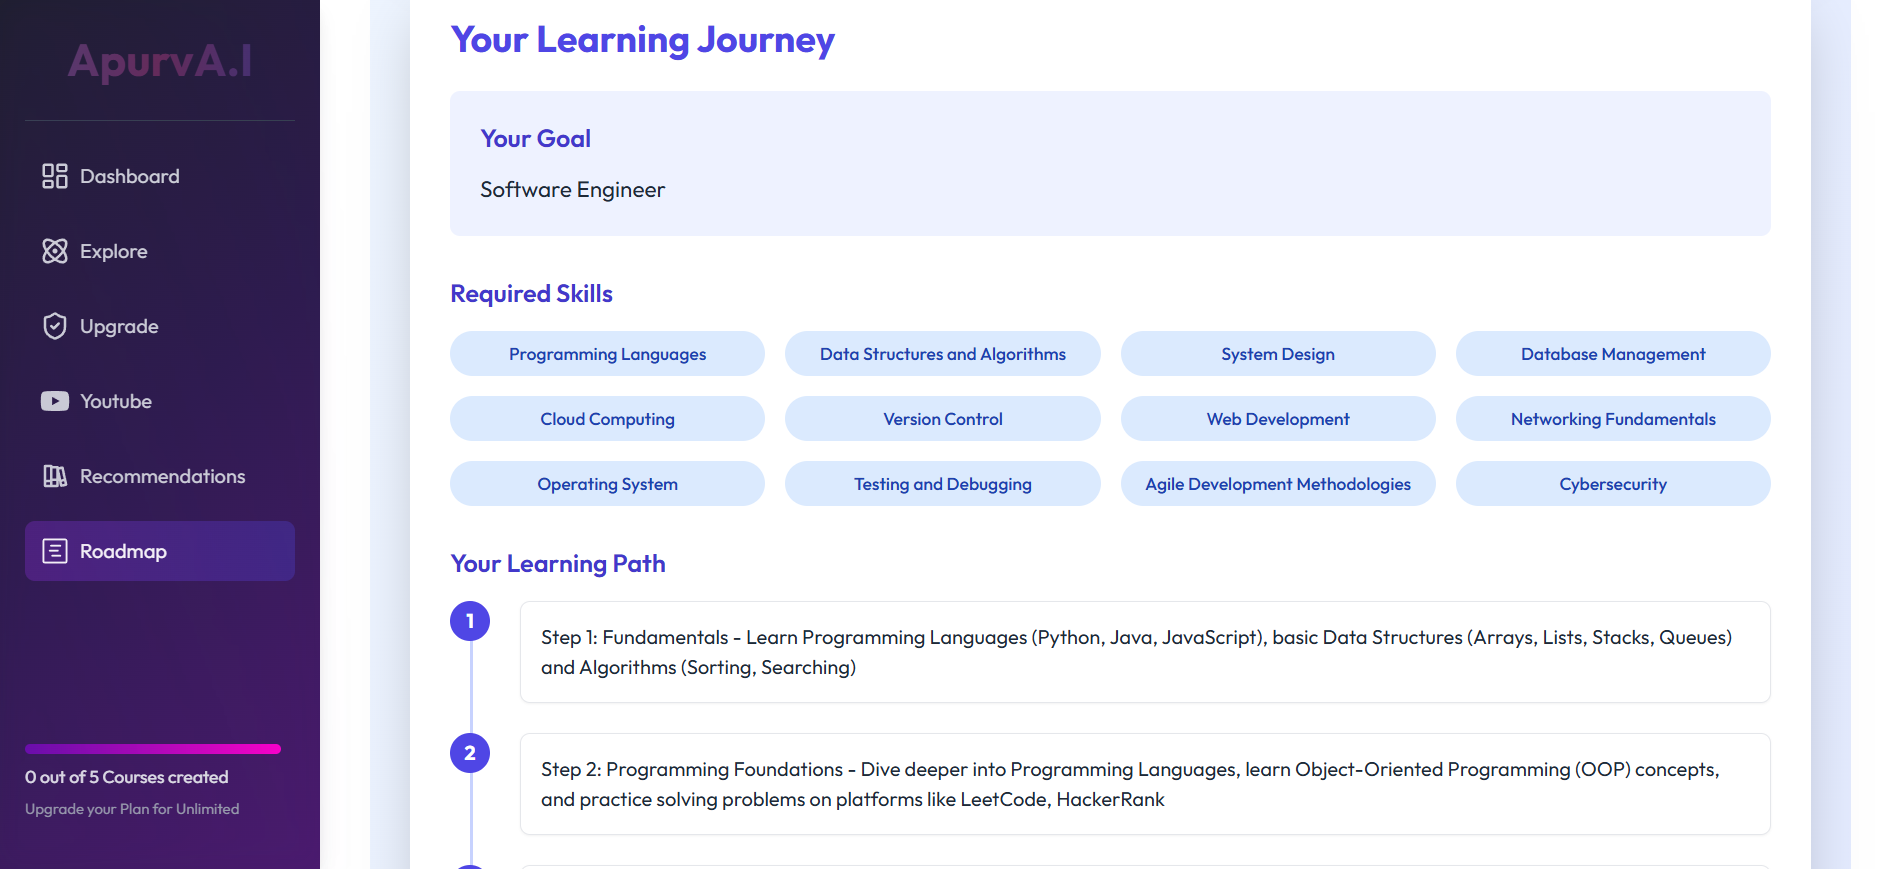 ApurvA.I
Dashboard
Explore
Upgrade
Youtube
Recommendations
Roadmap
0 out of 5 Courses created
Upgrade your Plan for Unlimited
Your Learning Journey
Your Goal
Software Engineer
Required Skills
Programming Languages
Data Structures and Algorithms
System Design
Database Management
Cloud Computing
Version Control
Web Development
Networking Fundamentals
Operating System
Testing and Debugging
Agile Development Methodologies
Cybersecurity
Your Learning Path
1
Step 1: Fundamentals - Learn Programming Languages (Python, Java, JavaScript), basic Data Structures (Arrays, Lists, Stacks, Queues)
and Algorithms (Sorting, Searching)
2
Step 2: Programming Foundations - Dive deeper into Programming Languages, learn Object-Oriented Programming (OOP) concepts,
and practice solving problems on platforms like LeetCode, HackerRank